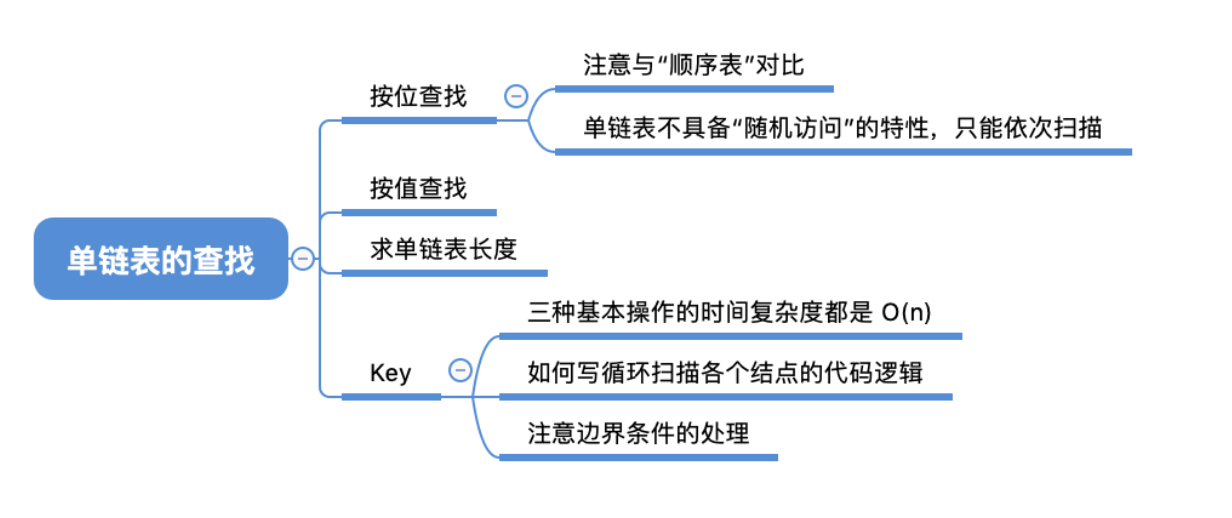 单链表的查找
按位查找
注意与“顺序表”对比
单链表不具备“随机访问”的特性，只能依次扫描
按值查找
求单链表长度
Key
三种基本操作的时间复杂度都是 O(n)
如何写循环扫描各个结点的代码逻辑
注意边界条件的处理